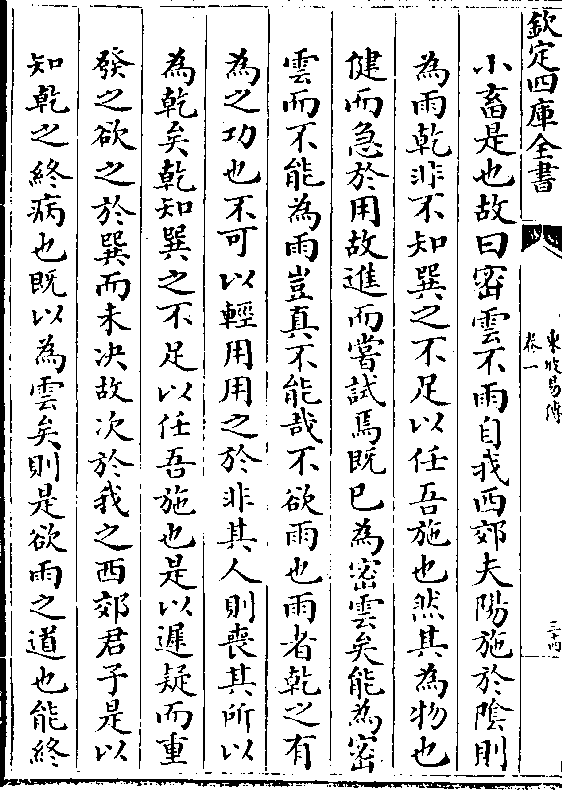 欽定四庫全書
東坡易傳
卷一
三十四
小畜是也故曰密雲不雨自我西郊夫陽施於陰則
為雨乾非不知巽之不足以任吾施也然其為物也
健而急於用故進而嘗試焉既已為密雲矣能為密
雲而不能為雨豈真不能哉不欲雨也雨者乾之有
為之功也不可以輕用用之於非其人則喪其所以
為乾矣乾知巽之不足以任吾施也是以遲疑而重
發之欲之於巽而未决故次於我之西郊君子是以
知乾之終病也既以為雲矣則是欲雨之道也能終